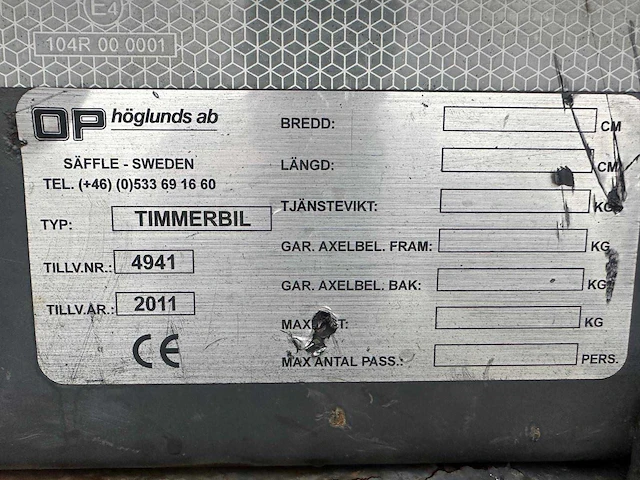 E4
104R 00 0001
OP höglunds ab
SÄFFLE - SWEDEN
TEL. (+46) (0)533 69 16 60
TYP: TIMMERBIL
TILLV.NR.: 4941
TILLV.ÅR.: 2011
CE
BREDD: CM
LÄNGD: CM
TJÄNSTEVIKT: KG
GAR. AXELBEL. FRAM: KG
GAR. AXELBEL. BAK: KG
KG
MAX ANTAL PASS.: PERS.